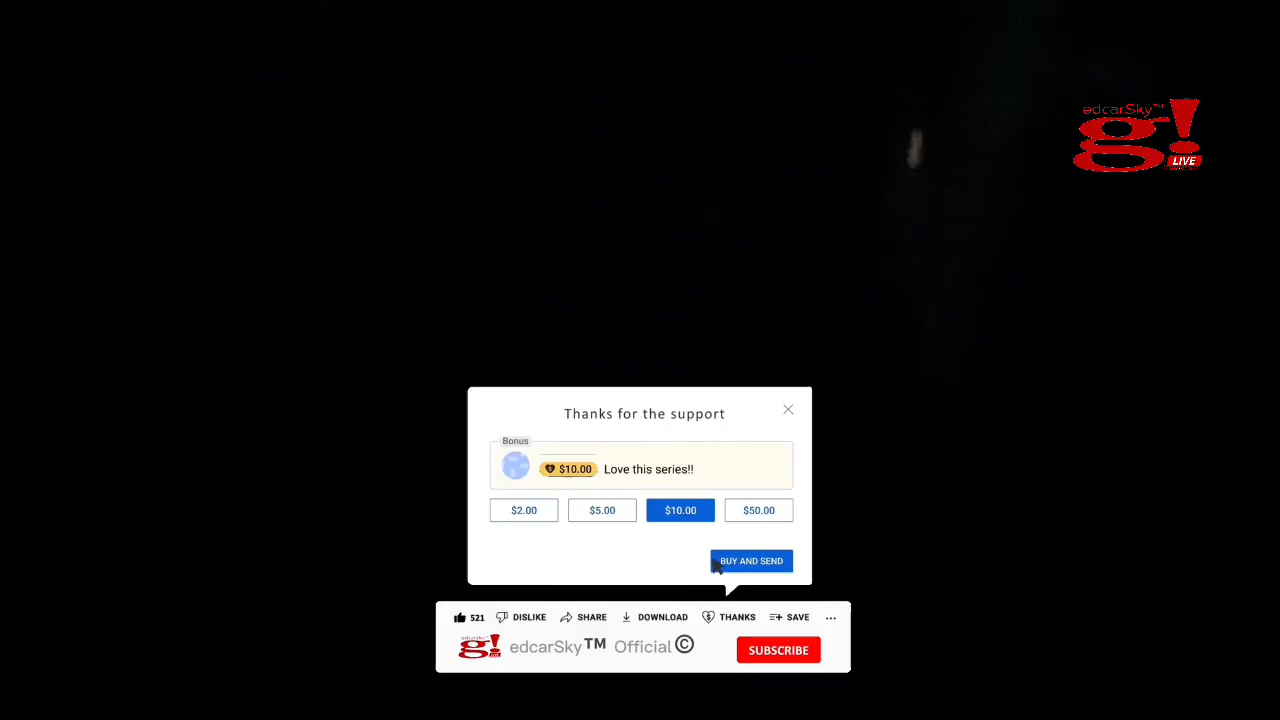 edcarSky™
g!
LIVE
Thanks for the support
Bonus
$10.00 Love this series!!
$2.00 $5.00 $10.00 $50.00
BUY AND SEND
521 DISLIKE SHARE DOWNLOAD THANKS SAVE ...
g! edcarSky™ Official © SUBSCRIBE